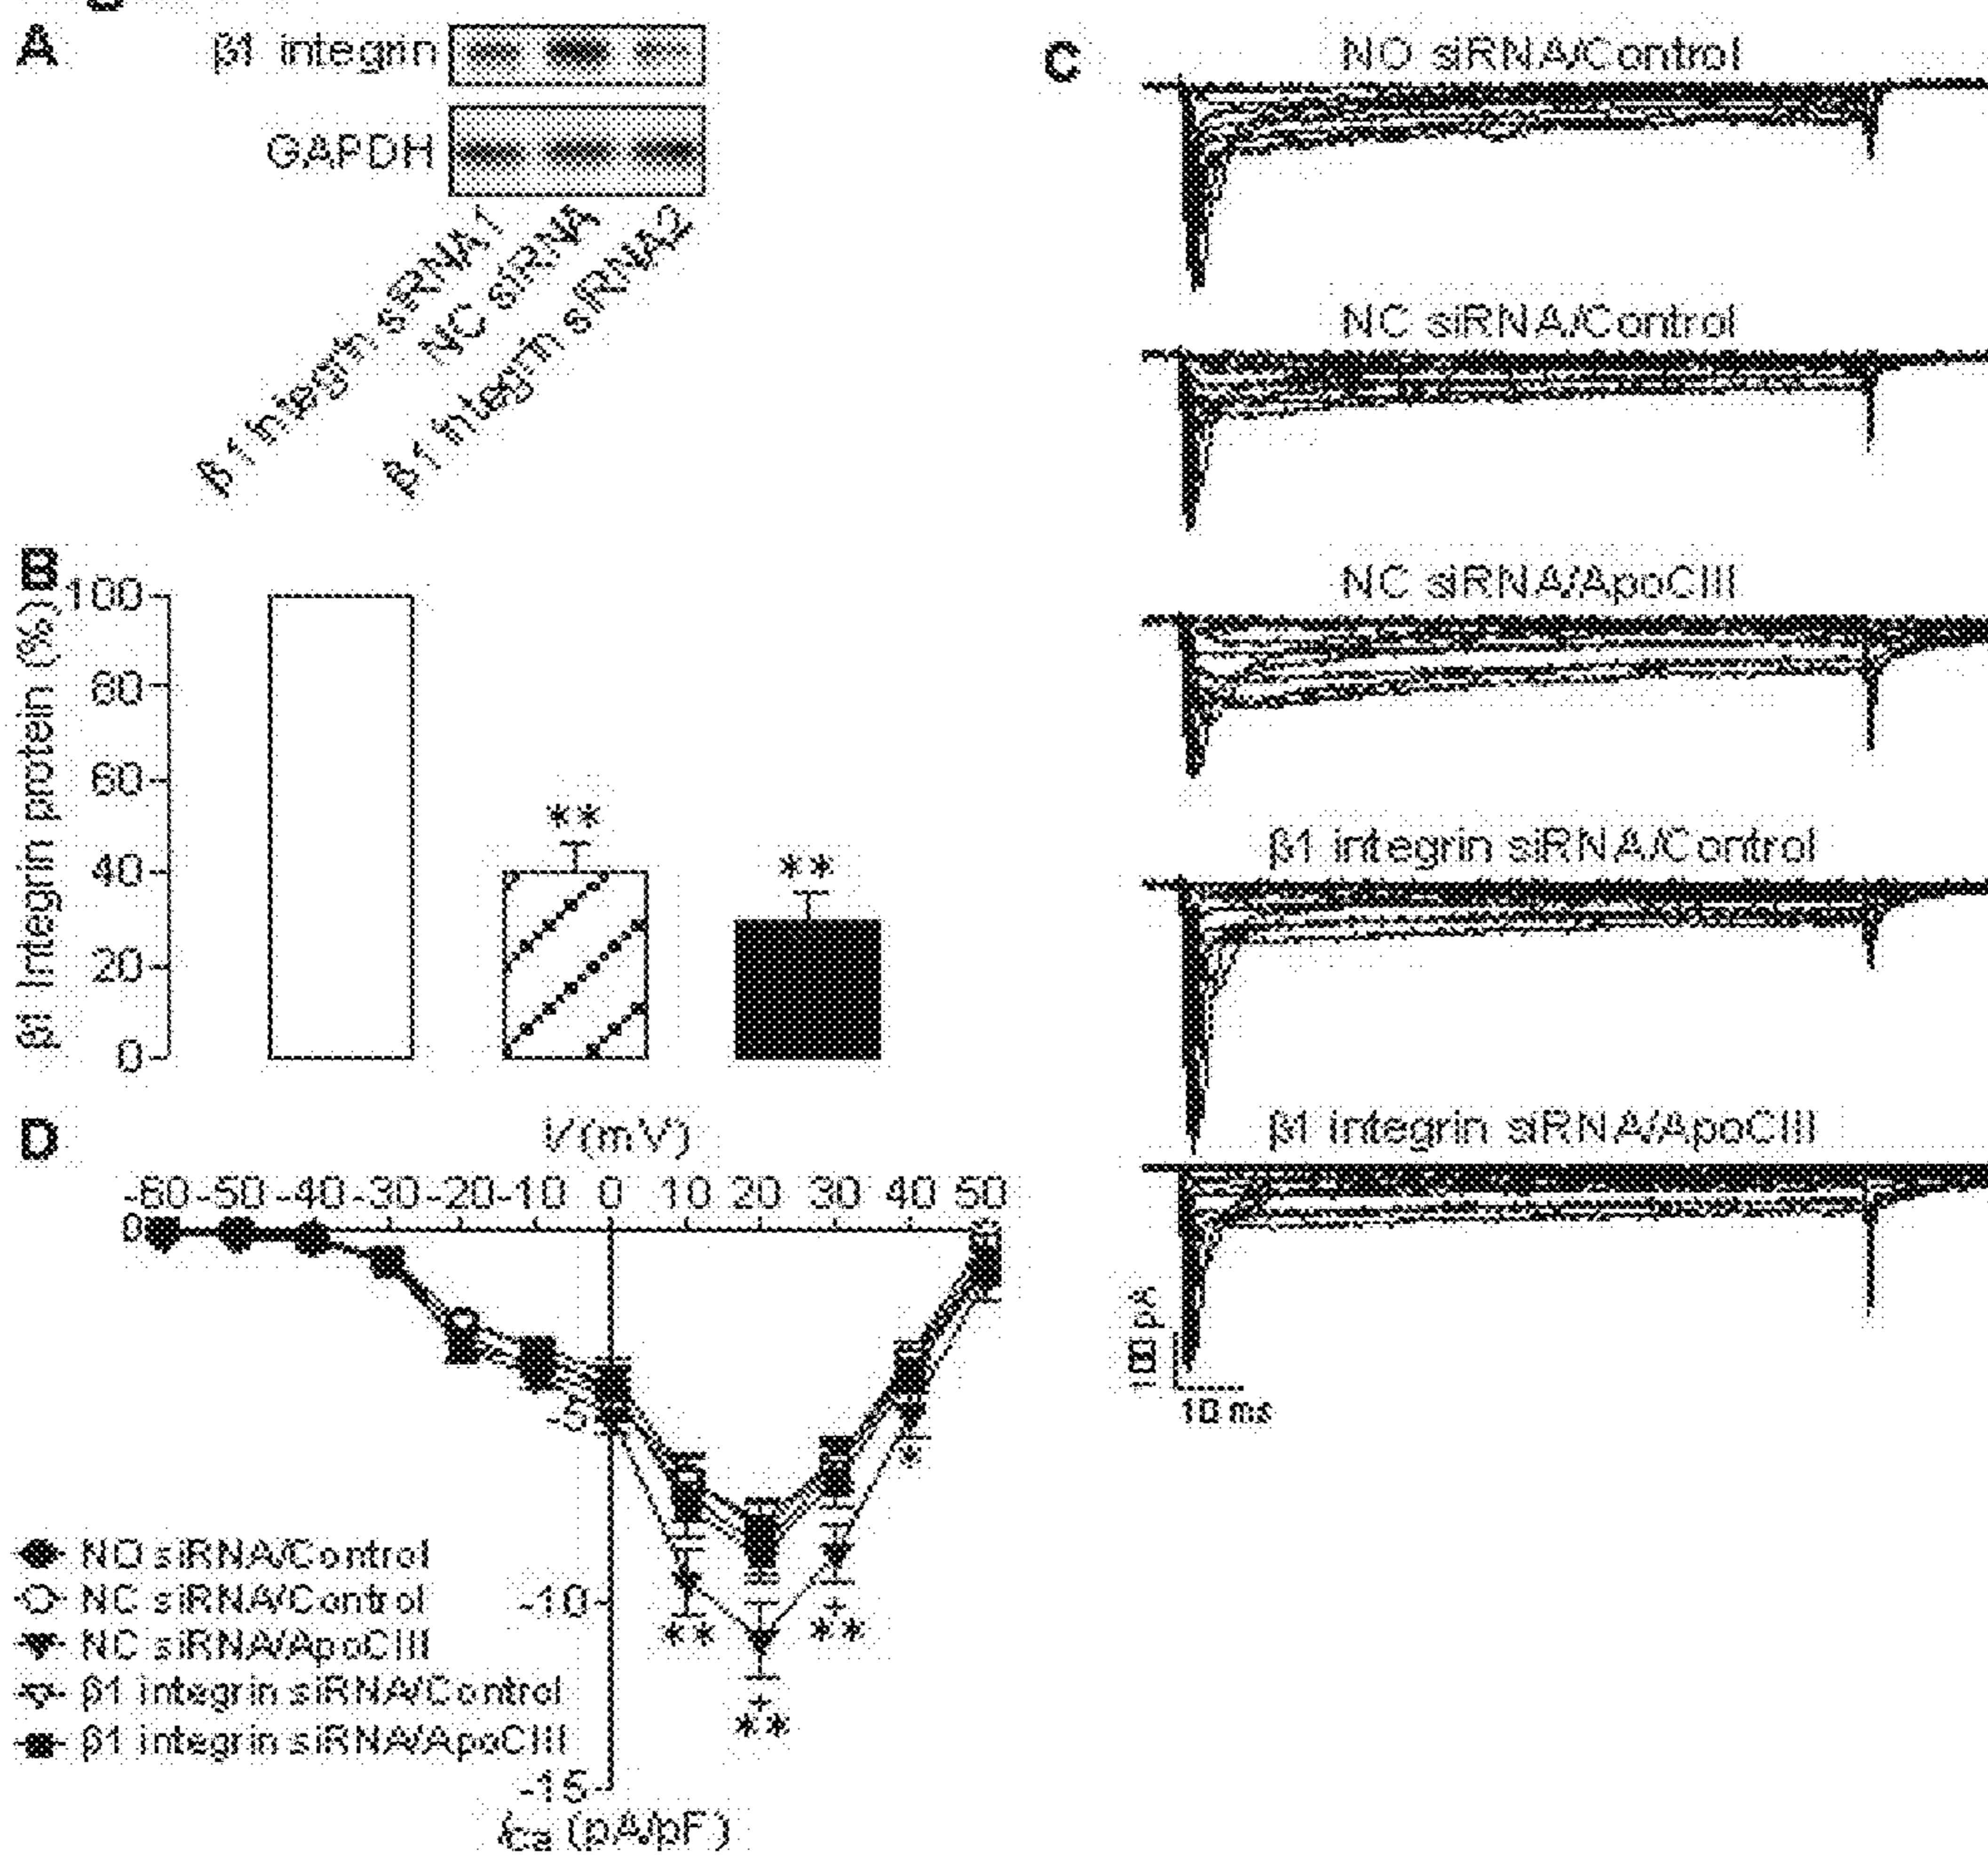 A
β1 integrin
GAPDH
β1 integrin siRNA1
NC siRNA
β1 integrin siRNA2
B
β1 Integrin protein (%)
100
80
60
40
20
0
**
**
C
NO siRNA/Control
NC siRNA/Control
NC siRNA/ApoCIII
β1 integrin siRNA/Control
β1 integrin siRNA/ApoCIII
10 ms
D
V (mV)
-60 -50 -40 -30 -20 -10 0 10 20 30 40 50
0
-5
-10
-15
** + ** + ** *
NO siRNA/Control
NC siRNA/Control
NC siRNA/ApoCIII
β1 integrin siRNA/Control
β1 integrin siRNA/ApoCIII
ICa (pA/pF)